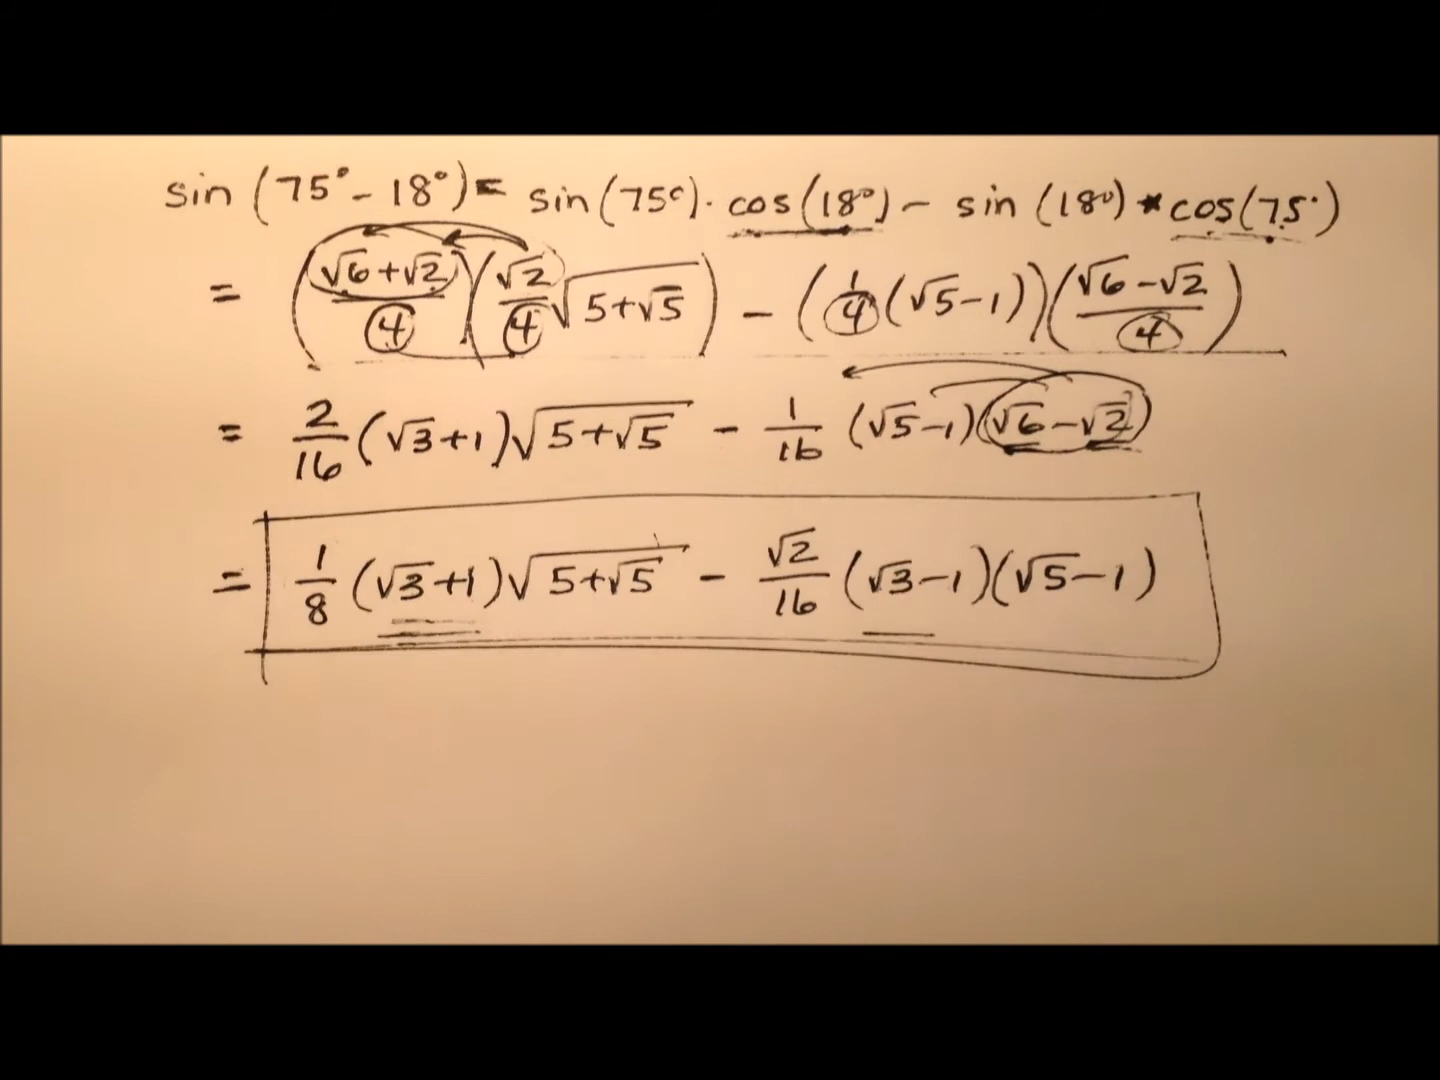 sin (75° - 18°) = sin(75°) · cos(18°) - sin (18°) * cos(75°)
= ((√6+√2)/4)((√2/4)√(5+√5)) - (1/4(√5-1))((√6-√2)/4)
= 2/16 (√3+1)√(5+√5) - 1/16 (√5-1)(√6-√2)
= 1/8 (√3+1)√(5+√5) - √2/16 (√3-1)(√5-1)